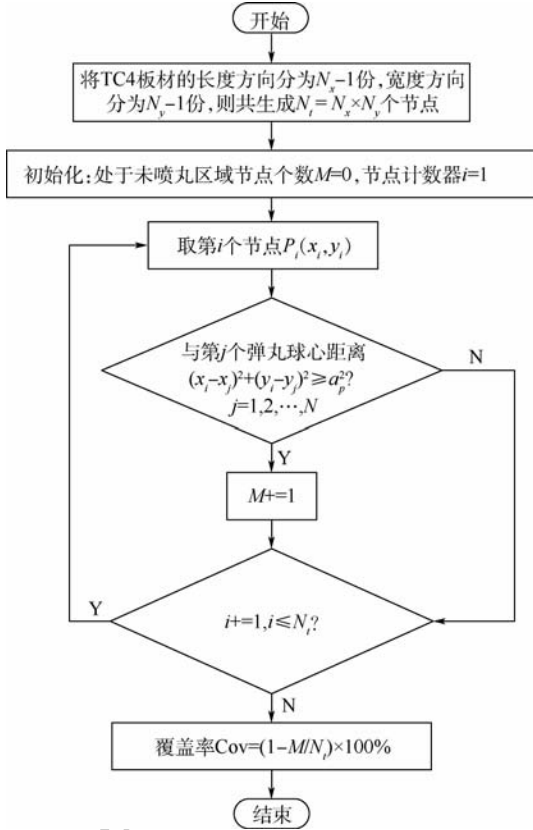 开始
将TC4板材的长度方向分为Nₓ-1份,宽度方向
分为N_y-1份,则共生成N_t=Nₓ×N_y个节点
初始化:处于未喷丸区域节点个数M=0,节点计数器i=1
取第i个节点P_i(x_i,y_i)
与第j个弹丸球心距离
(x_i-x_j)²+(y_i-y_j)²≥a_p²?
j=1,2,⋯,N
N
Y
M+=1
Y
i+=1,i≤N_t?
N
覆盖率Cov=(1-M/N_t)×100%
结束